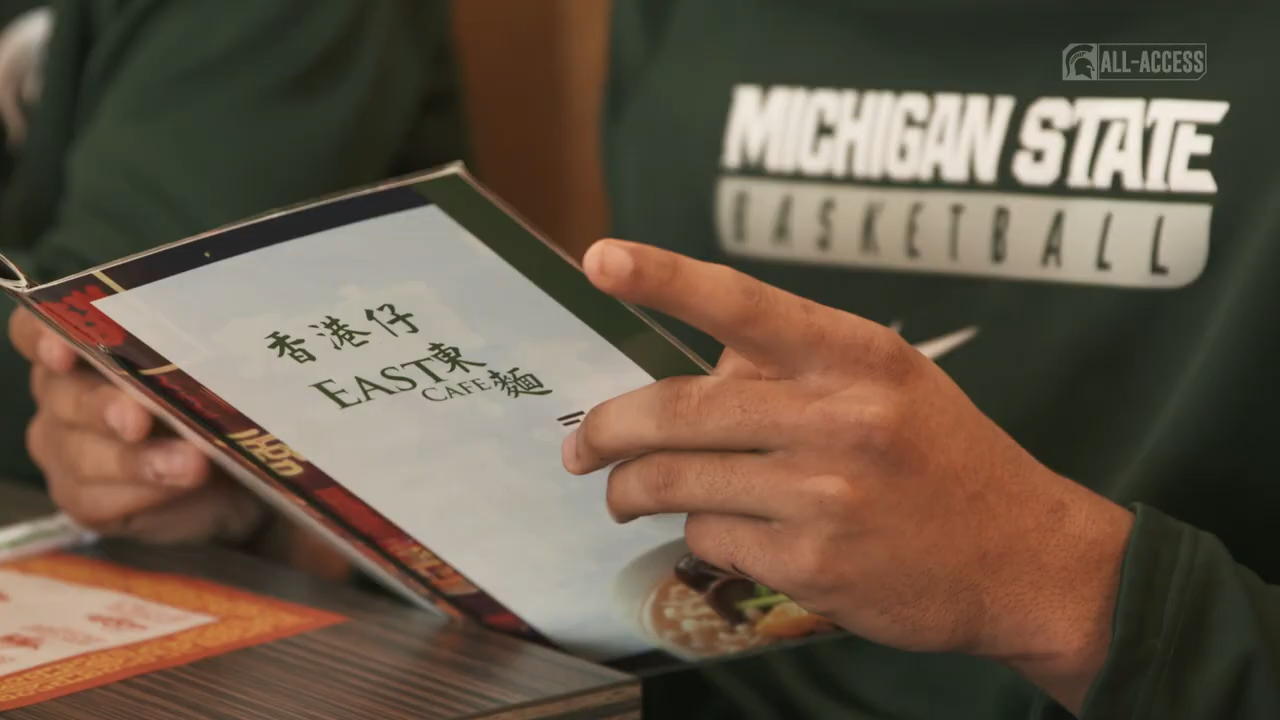 ALL-ACCESS
MICHIGAN STATE
BASKETBALL
香港仔
EAST東
CAFE麵